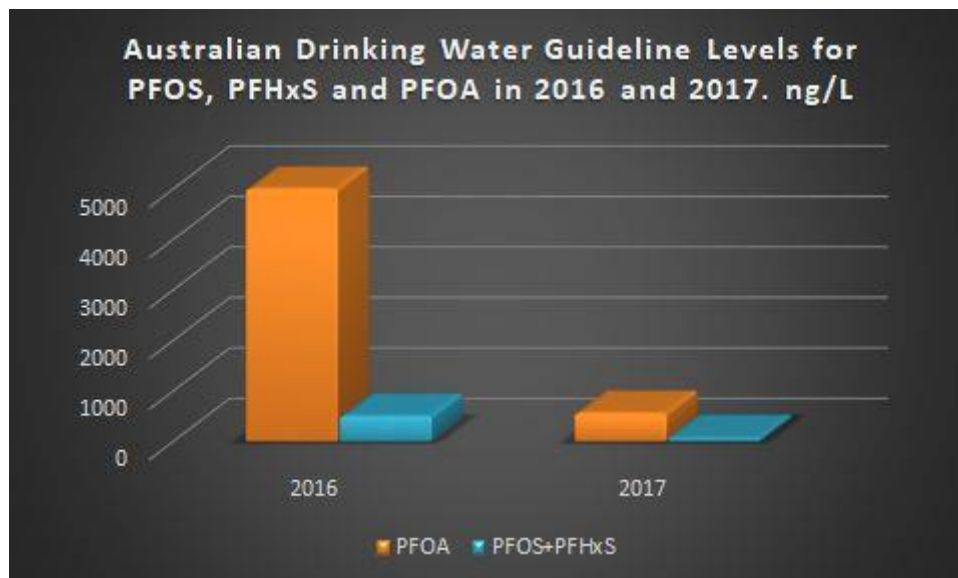 Australian Drinking Water Guideline Levels for
PFOS, PFHxS and PFOA in 2016 and 2017. ng/L
5000
4000
3000
2000
1000
0
2016 2017
PFOA PFOS+PFHxS